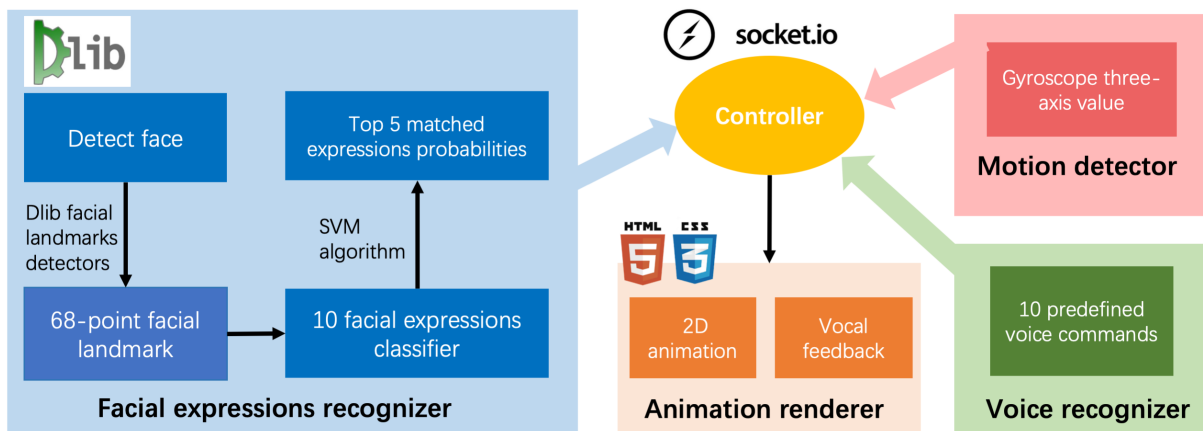 Dlib
Detect face
Dlib facial
landmarks
detectors
68-point facial
landmark
10 facial expressions
classifier
SVM
algorithm
Top 5 matched
expressions probabilities
Facial expressions recognizer
socket.io
Controller
HTML
5
CSS
3
2D
animation
Vocal
feedback
Animation renderer
Gyroscope three-
axis value
Motion detector
10 predefined
voice commands
Voice recognizer